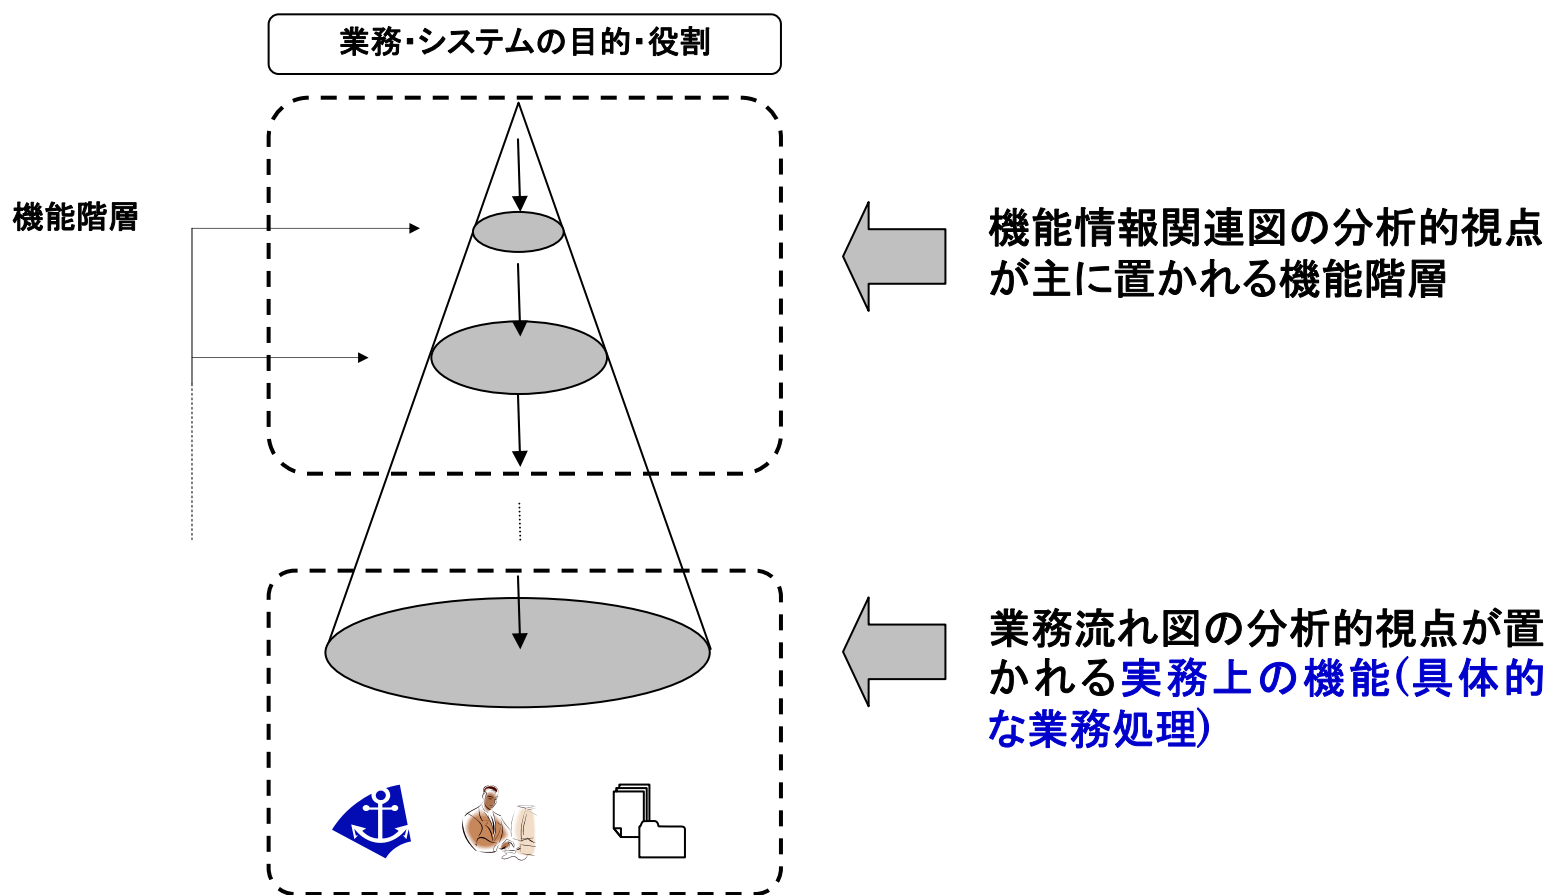 業務・システムの目的・役割
機能階層
機能情報関連図の分析的視点
が主に置かれる機能階層
業務流れ図の分析的視点が置
かれる実務上の機能(具体的
な業務処理)